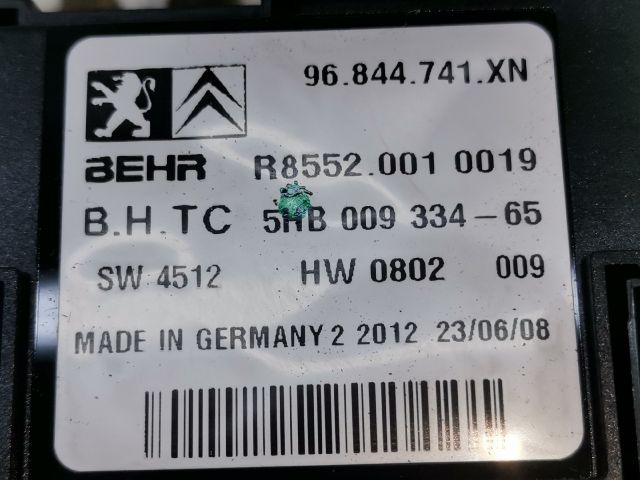 96.844.741.XN
BEHR R8552.001 0019
B.H.TC 5HB 009 334-65
SW 4512 HW 0802 009
MADE IN GERMANY 2 2012 23/06/08